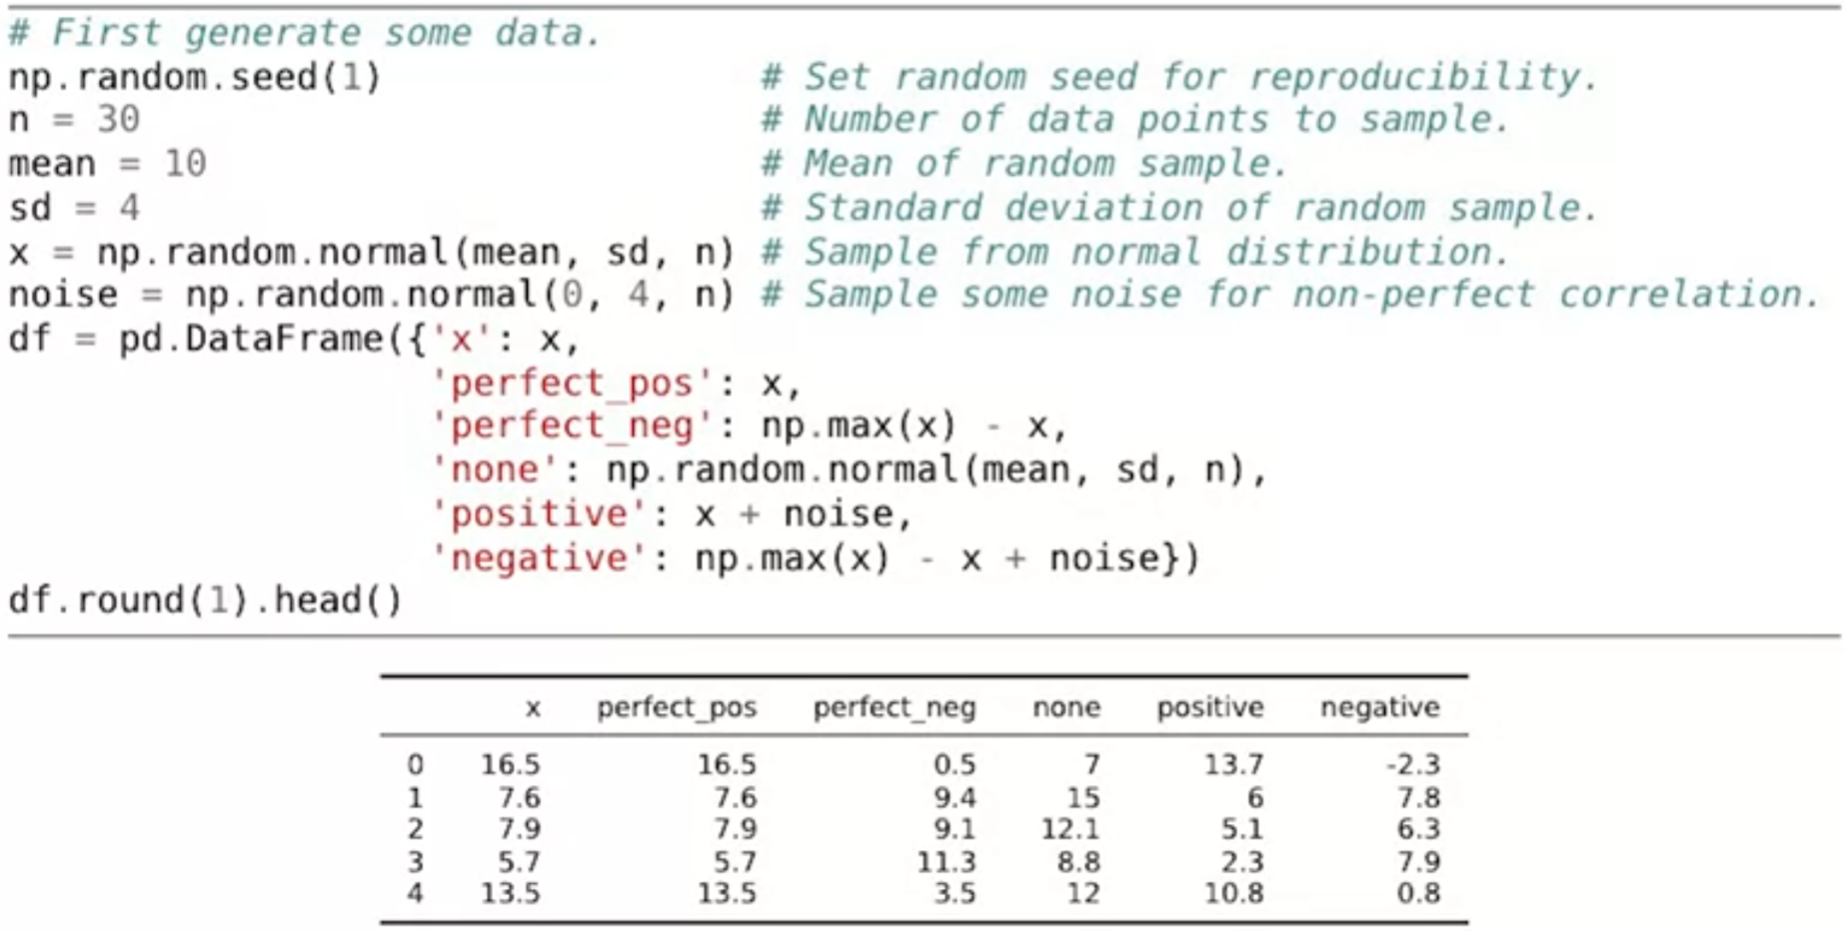 # First generate some data.
np.random.seed(1)                 # Set random seed for reproducibility.
n = 30                            # Number of data points to sample.
mean = 10                         # Mean of random sample.
sd = 4                            # Standard deviation of random sample.
x = np.random.normal(mean, sd, n) # Sample from normal distribution.
noise = np.random.normal(0, 4, n) # Sample some noise for non-perfect correlation.
df = pd.DataFrame({'x': x,
                   'perfect_pos': x,
                   'perfect_neg': np.max(x) - x,
                   'none': np.random.normal(mean, sd, n),
                   'positive': x + noise,
                   'negative': np.max(x) - x + noise})
df.round(1).head()
x perfect_pos perfect_neg none positive negative
0 16.5 16.5 0.5 7 13.7 -2.3
1 7.6 7.6 9.4 15 6 7.8
2 7.9 7.9 9.1 12.1 5.1 6.3
3 5.7 5.7 11.3 8.8 2.3 7.9
4 13.5 13.5 3.5 12 10.8 0.8